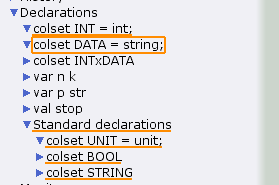 Declarations
colset INT = int;
colset DATA = string;
colset INTxDATA
var n k
var p str
val stop
Standard declarations
colset UNIT = unit;
colset BOOL
colset STRING